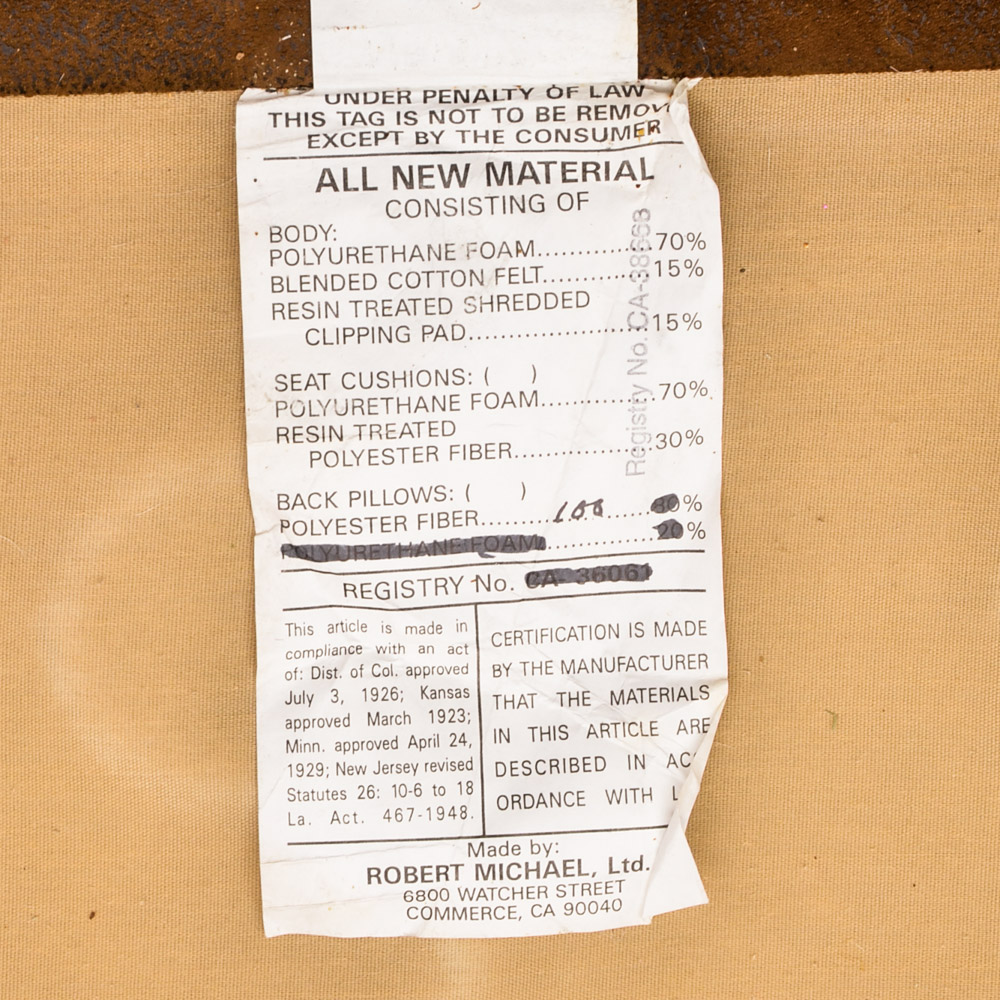 UNDER PENALTY OF LAW
THIS TAG IS NOT TO BE REMOV
EXCEPT BY THE CONSUMER
ALL NEW MATERIAL
CONSISTING OF
BODY:
POLYURETHANE FOAM..............70%
BLENDED COTTON FELT..............15%
RESIN TREATED SHREDDED
CLIPPING PAD........................15%
SEAT CUSHIONS: ( )
POLYURETHANE FOAM..............70%
RESIN TREATED
POLYESTER FIBER..................30%
BACK PILLOWS: ( )
POLYESTER FIBER.......... 100 .....80%
POLYURETHANE FOAM..............20%
REGISTRY No. CA- 36061
Registry No. CA-
This article is made in
compliance with an act
of: Dist. of Col. approved
July 3, 1926; Kansas
approved March 1923;
Minn. approved April 24,
1929; New Jersey revised
Statutes 26: 10-6 to 18
La. Act. 467-1948.
CERTIFICATION IS MADE
BY THE MANUFACTURER
THAT THE MATERIALS
IN THIS ARTICLE ARE
DESCRIBED IN AC
ORDANCE WITH L
Made by:
ROBERT MICHAEL, Ltd.
6800 WATCHER STREET
COMMERCE, CA 90040